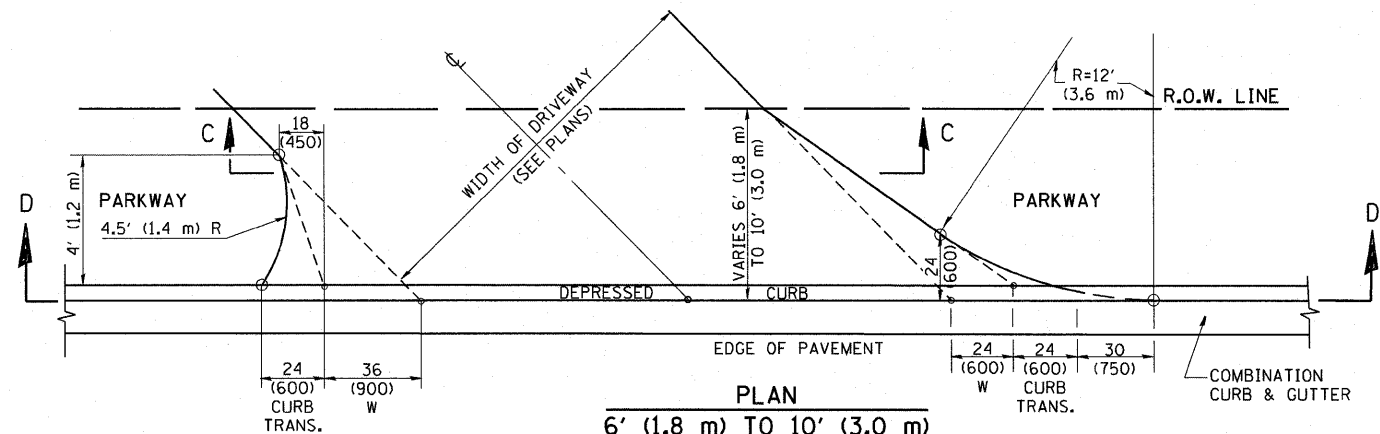 ℄
R=12'
(3.6 m)
R.O.W. LINE
18
(450)
C
C
WIDTH OF DRIVEWAY
(SEE PLANS)
VARIES 6' (1.8 m)
TO 10' (3.0 m)
D
4' (1.2 m)
PARKWAY
4.5' (1.4 m) R
PARKWAY
D
24
(600)
DEPRESSED CURB
EDGE OF PAVEMENT
24
(600)
CURB
TRANS.
36
(900)
W
24
(600)
W
24
(600)
CURB
TRANS.
30
(750)
COMBINATION
CURB & GUTTER
PLAN
6' (1.8 m) TO 10' (3.0 m)